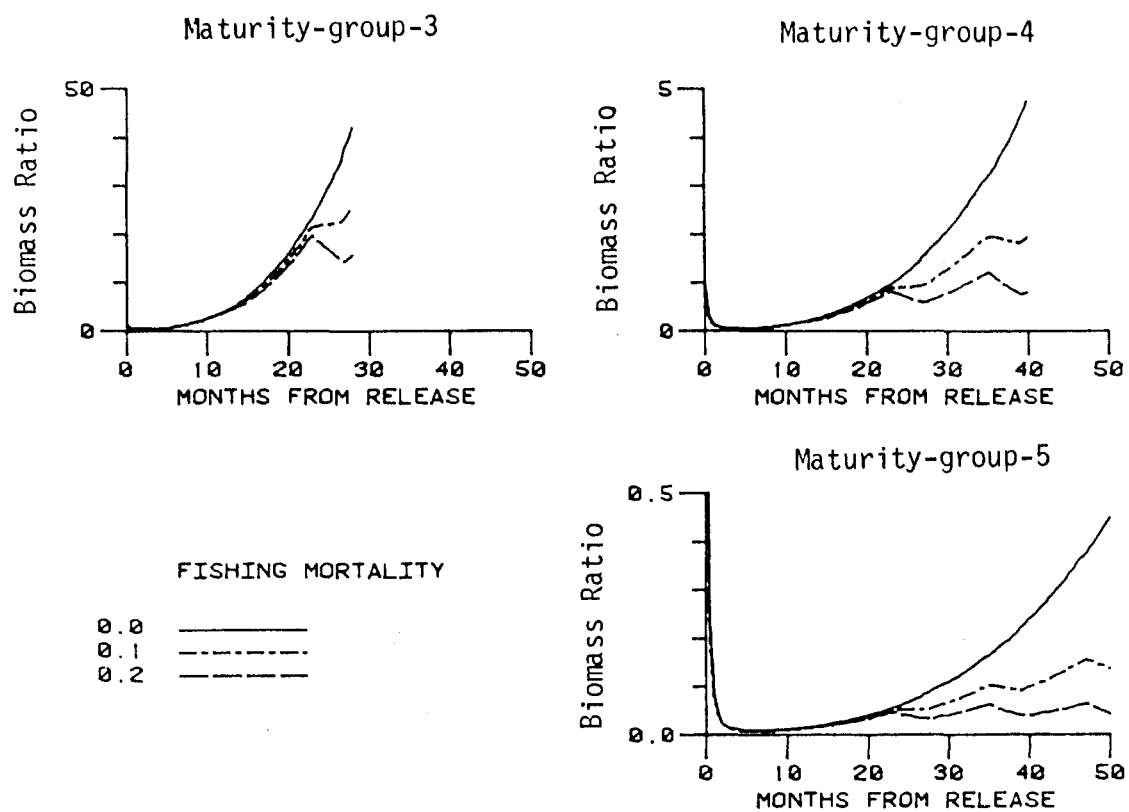 Maturity-group-3
50
0
Biomass Ratio
0 10 20 30 40 50
MONTHS FROM RELEASE
Maturity-group-4
5
0
Biomass Ratio
0 10 20 30 40 50
MONTHS FROM RELEASE
Maturity-group-5
0.5
0.0
Biomass Ratio
0 10 20 30 40 50
MONTHS FROM RELEASE
FISHING MORTALITY
0.0
0.1
0.2